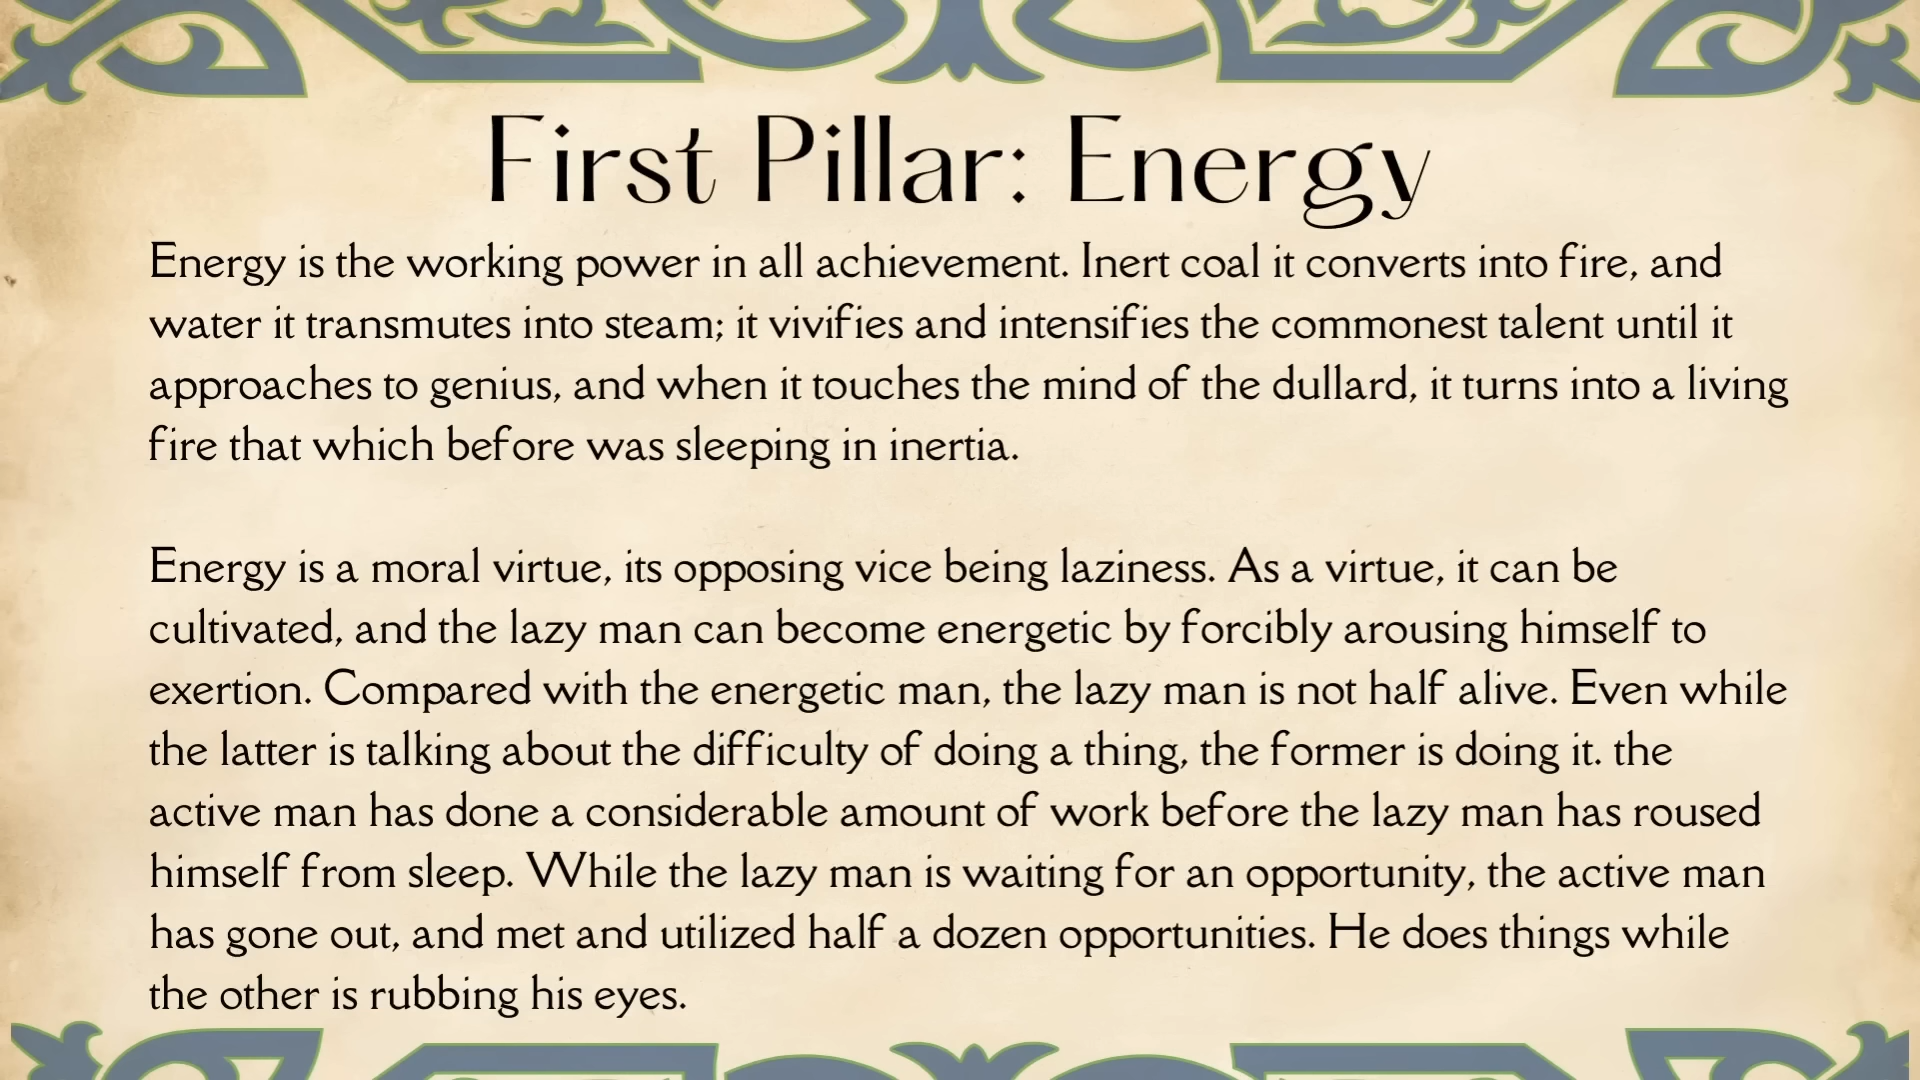 First Pillar: Energy
Energy is the working power in all achievement. Inert coal it converts into fire, and
water it transmutes into steam; it vivifies and intensifies the commonest talent until it
approaches to genius, and when it touches the mind of the dullard, it turns into a living
fire that which before was sleeping in inertia.
Energy is a moral virtue, its opposing vice being laziness. As a virtue, it can be
cultivated, and the lazy man can become energetic by forcibly arousing himself to
exertion. Compared with the energetic man, the lazy man is not half alive. Even while
the latter is talking about the difficulty of doing a thing, the former is doing it. the
active man has done a considerable amount of work before the lazy man has roused
himself from sleep. While the lazy man is waiting for an opportunity, the active man
has gone out, and met and utilized half a dozen opportunities. He does things while
the other is rubbing his eyes.